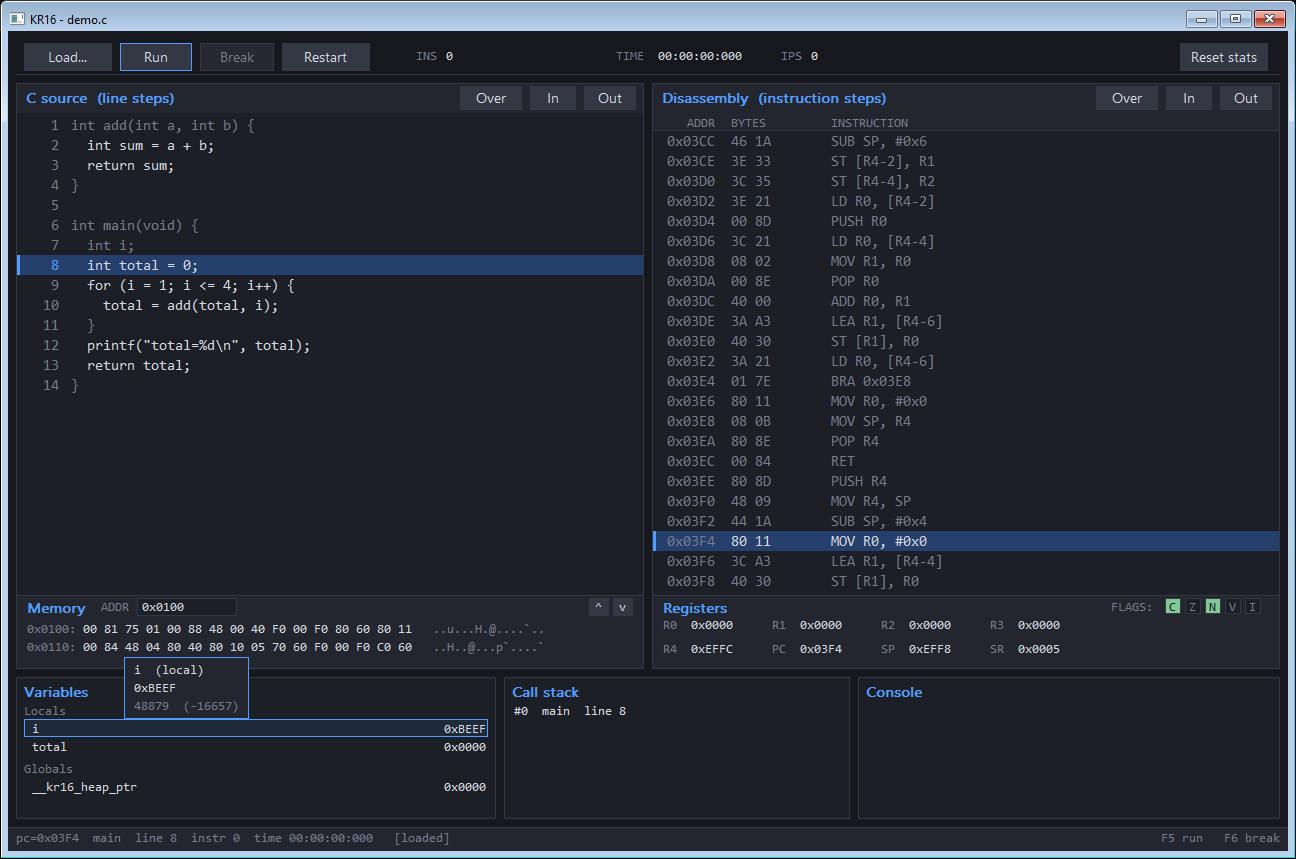 KR16 - demo.c
Load... Run Break Restart INS 0 TIME 00:00:00:000 IPS 0 Reset stats
C source (line steps) Over In Out
1 int add(int a, int b) {
2 int sum = a + b;
3 return sum;
4 }
5
6 int main(void) {
7 int i;
8 int total = 0;
9 for (i = 1; i <= 4; i++) {
10 total = add(total, i);
11 }
12 printf("total=%d\n", total);
13 return total;
14 }
Disassembly (instruction steps) Over In Out
ADDR BYTES INSTRUCTION
0x03CC 46 1A SUB SP, #0x6
0x03CE 3E 33 ST [R4-2], R1
0x03D0 3C 35 ST [R4-4], R2
0x03D2 3E 21 LD R0, [R4-2]
0x03D4 00 8D PUSH R0
0x03D6 3C 21 LD R0, [R4-4]
0x03D8 08 02 MOV R1, R0
0x03DA 00 8E POP R0
0x03DC 40 00 ADD R0, R1
0x03DE 3A A3 LEA R1, [R4-6]
0x03E0 40 30 ST [R1], R0
0x03E2 3A 21 LD R0, [R4-6]
0x03E4 01 7E BRA 0x03E8
0x03E6 80 11 MOV R0, #0x0
0x03E8 08 0B MOV SP, R4
0x03EA 80 8E POP R4
0x03EC 00 84 RET
0x03EE 80 8D PUSH R4
0x03F0 48 09 MOV R4, SP
0x03F2 44 1A SUB SP, #0x4
0x03F4 80 11 MOV R0, #0x0
0x03F6 3C A3 LEA R1, [R4-4]
0x03F8 40 30 ST [R1], R0
Memory ADDR 0x0100 ^ v
0x0100: 00 81 75 01 00 88 48 00 40 F0 00 F0 80 60 80 11 ..u...H.@....`..
0x0110: 00 84 48 04 80 40 80 10 05 70 60 F0 00 F0 C0 60 ..H..@...p`....`
Registers FLAGS: C Z N V I
R0 0x0000 R1 0x0000 R2 0x0000 R3 0x0000
R4 0xEFFC PC 0x03F4 SP 0xEFF8 SR 0x0005
i (local)
0xBEEF
48879 (-16657)
Variables
Locals
i 0xBEEF
total 0x0000
Globals
__kr16_heap_ptr 0x0000
Call stack
#0 main line 8
Console
pc=0x03F4 main line 8 instr 0 time 00:00:00:000 [loaded] F5 run F6 break